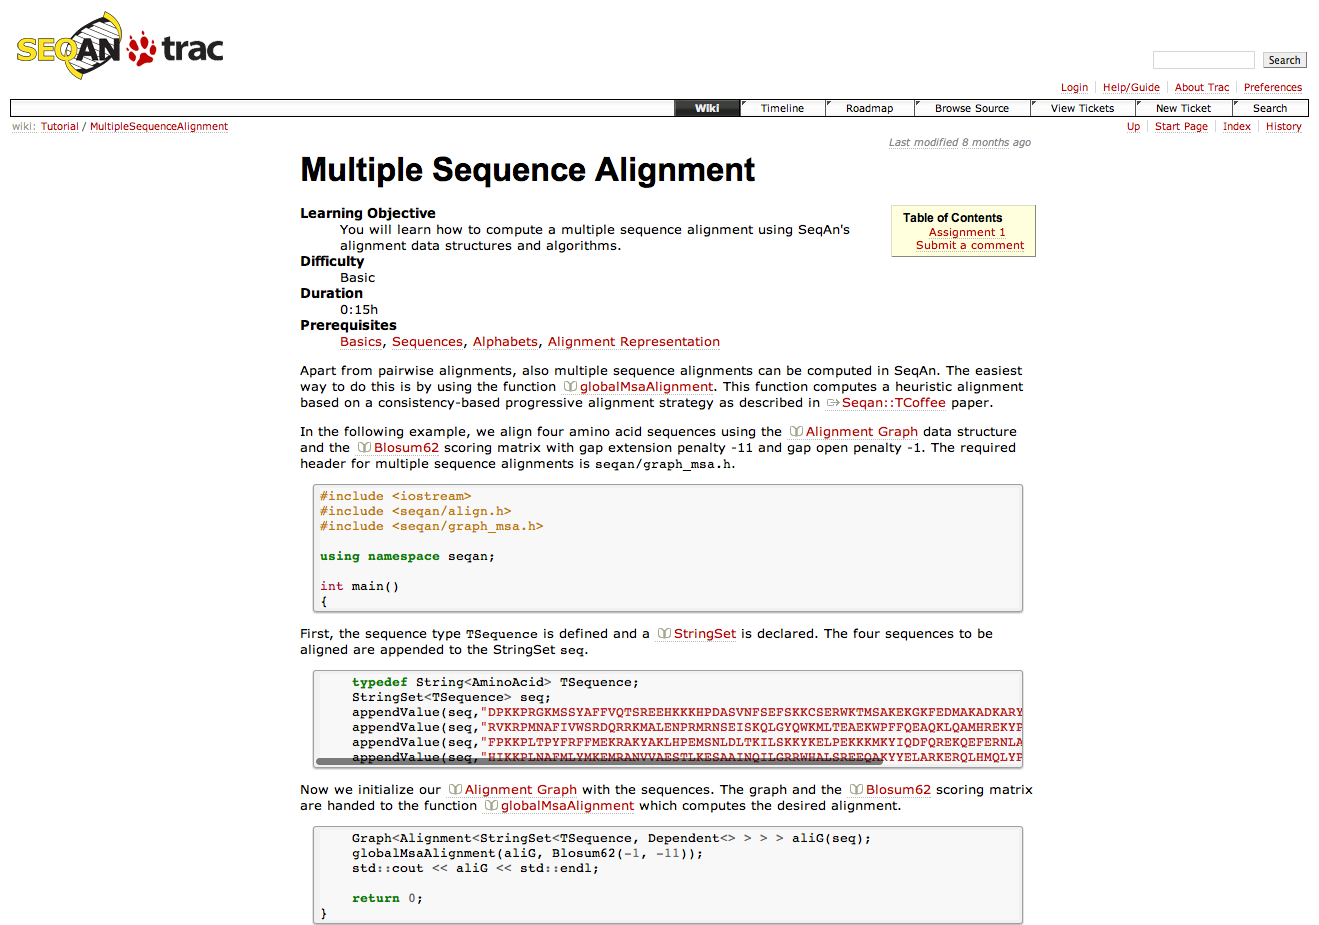 SEQAN trac
Search
Login Help/Guide About Trac Preferences
Wiki Timeline Roadmap Browse Source View Tickets New Ticket Search
wiki: Tutorial / MultipleSequenceAlignment
Up Start Page Index History
Last modified 8 months ago
Multiple Sequence Alignment
Table of Contents
Assignment 1
Submit a comment
Learning Objective
You will learn how to compute a multiple sequence alignment using SeqAn's
alignment data structures and algorithms.
Difficulty
Basic
Duration
0:15h
Prerequisites
Basics, Sequences, Alphabets, Alignment Representation
Apart from pairwise alignments, also multiple sequence alignments can be computed in SeqAn. The easiest
way to do this is by using the function globalMsaAlignment. This function computes a heuristic alignment
based on a consistency-based progressive alignment strategy as described in Seqan::TCoffee paper.
In the following example, we align four amino acid sequences using the Alignment Graph data structure
and the Blosum62 scoring matrix with gap extension penalty -11 and gap open penalty -1. The required
header for multiple sequence alignments is seqan/graph_msa.h.
#include <iostream>
#include <seqan/align.h>
#include <seqan/graph_msa.h>
using namespace seqan;
int main()
{
First, the sequence type TSequence is defined and a StringSet is declared. The four sequences to be
aligned are appended to the StringSet seq.
typedef String<AminoAcid> TSequence;
StringSet<TSequence> seq;
appendValue(seq,"DPKKPRGKMSSYAFFVQTSREEHKKKHPDASVNFSEFSKKCSERWKTMSAKEKGKFEDMAKADKARY
appendValue(seq,"RVKRPMNAFIVWSRDQRRKMALENPRMRNSEISKQLGYQWKMLTEAEKWPFFQEAQKLQAMHREKYP
appendValue(seq,"FPKKPLTPYFRFFMEKRAKYAKLHPEMSNLDLTKILSKKYKELPEKKKMKYIQDFQREKQEFERNLA
appendValue(seq,"HIKKPLNAFMLYMKEMRANVVAESTLKESAAINQILGRRWHALSREEQAKYYELARKERQLHMQLYP
Now we initialize our Alignment Graph with the sequences. The graph and the Blosum62 scoring matrix
are handed to the function globalMsaAlignment which computes the desired alignment.
Graph<Alignment<StringSet<TSequence, Dependent<> > > > aliG(seq);
globalMsaAlignment(aliG, Blosum62(-1, -11));
std::cout << aliG << std::endl;
return 0;
}